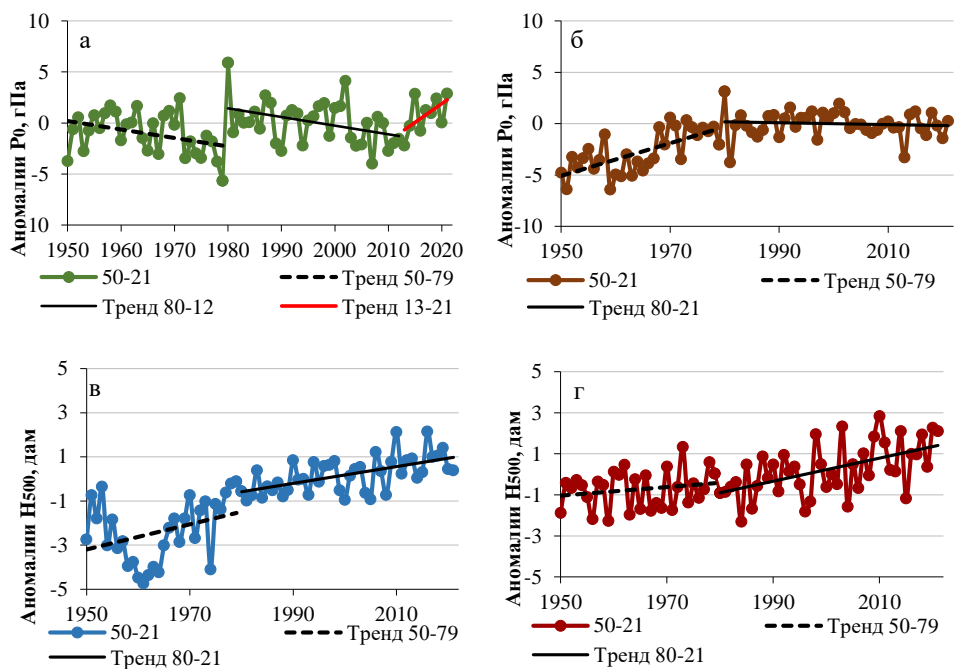 а
Аномалии P0, гПа
10
5
0
-5
10
1950 1960 1970 1980 1990 2000 2010 2020
50-21
Тренд 50-79
Тренд 80-12
Тренд 13-21
б
Аномалии P0, гПа
10
5
0
-5
-10
1950 1970 1990 2010
50-21
Тренд 50-79
Тренд 80-21
в
Аномалии H500, дам
5
3
1
-1
-3
-5
1950 1970 1990 2010
50-21
Тренд 50-79
Тренд 80-21
г
Аномалии H500, дам
5
3
1
-1
-3
-5
1950 1970 1990 2010
50-21
Тренд 50-79
Тренд 80-21